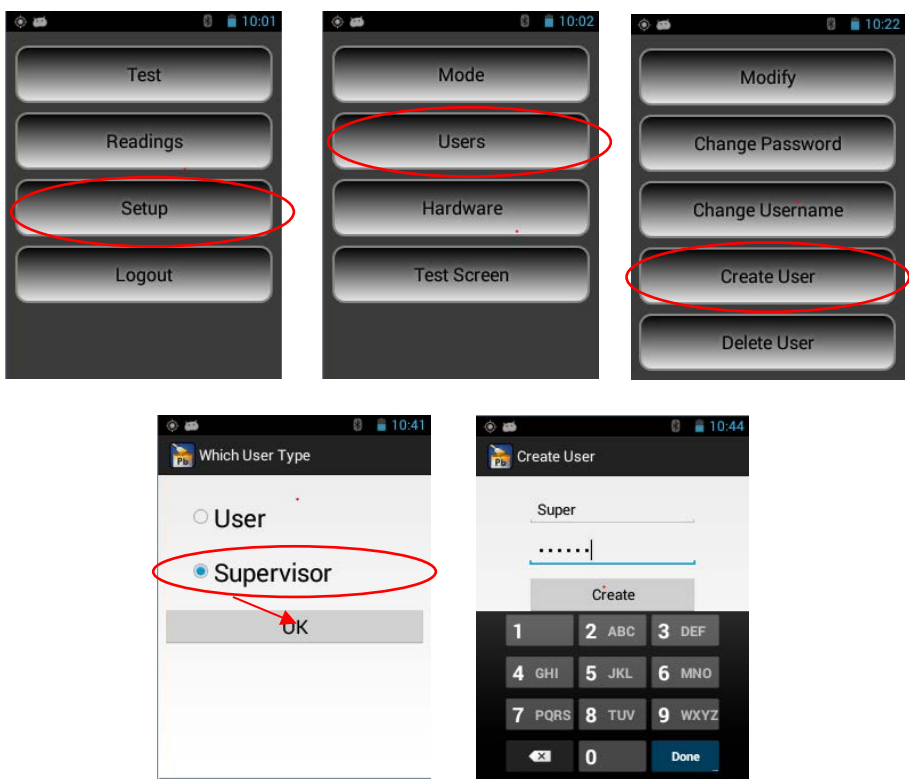 10:01
Test
Readings
Setup
Logout
10:02
Mode
Users
Hardware
Test Screen
10:22
Modify
Change Password
Change Username
Create User
Delete User
10:41
Pb Which User Type
User
Supervisor
OK
10:44
Pb Create User
Super
Create
1 2 ABC 3 DEF
4 GHI 5 JKL 6 MNO
7 PQRS 8 TUV 9 WXYZ
0 Done